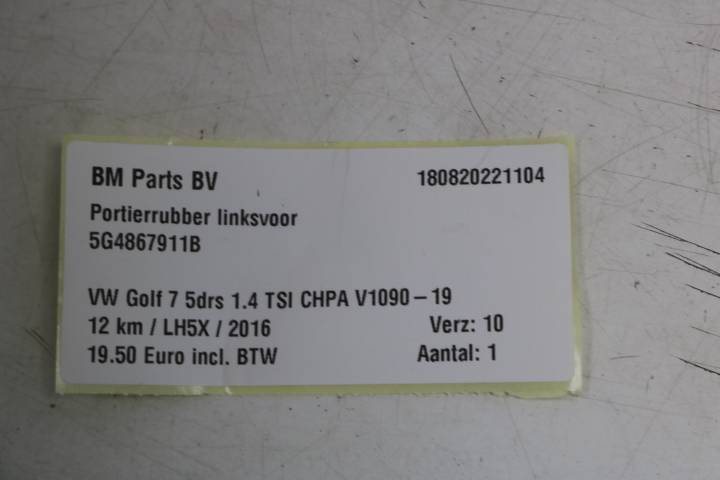 BM Parts BV 180820221104
Portierrubber linksvoor
5G4867911B
VW Golf 7 5drs 1.4 TSI CHPA V1090 – 19
12 km / LH5X / 2016 Verz: 10
19.50 Euro incl. BTW Aantal: 1